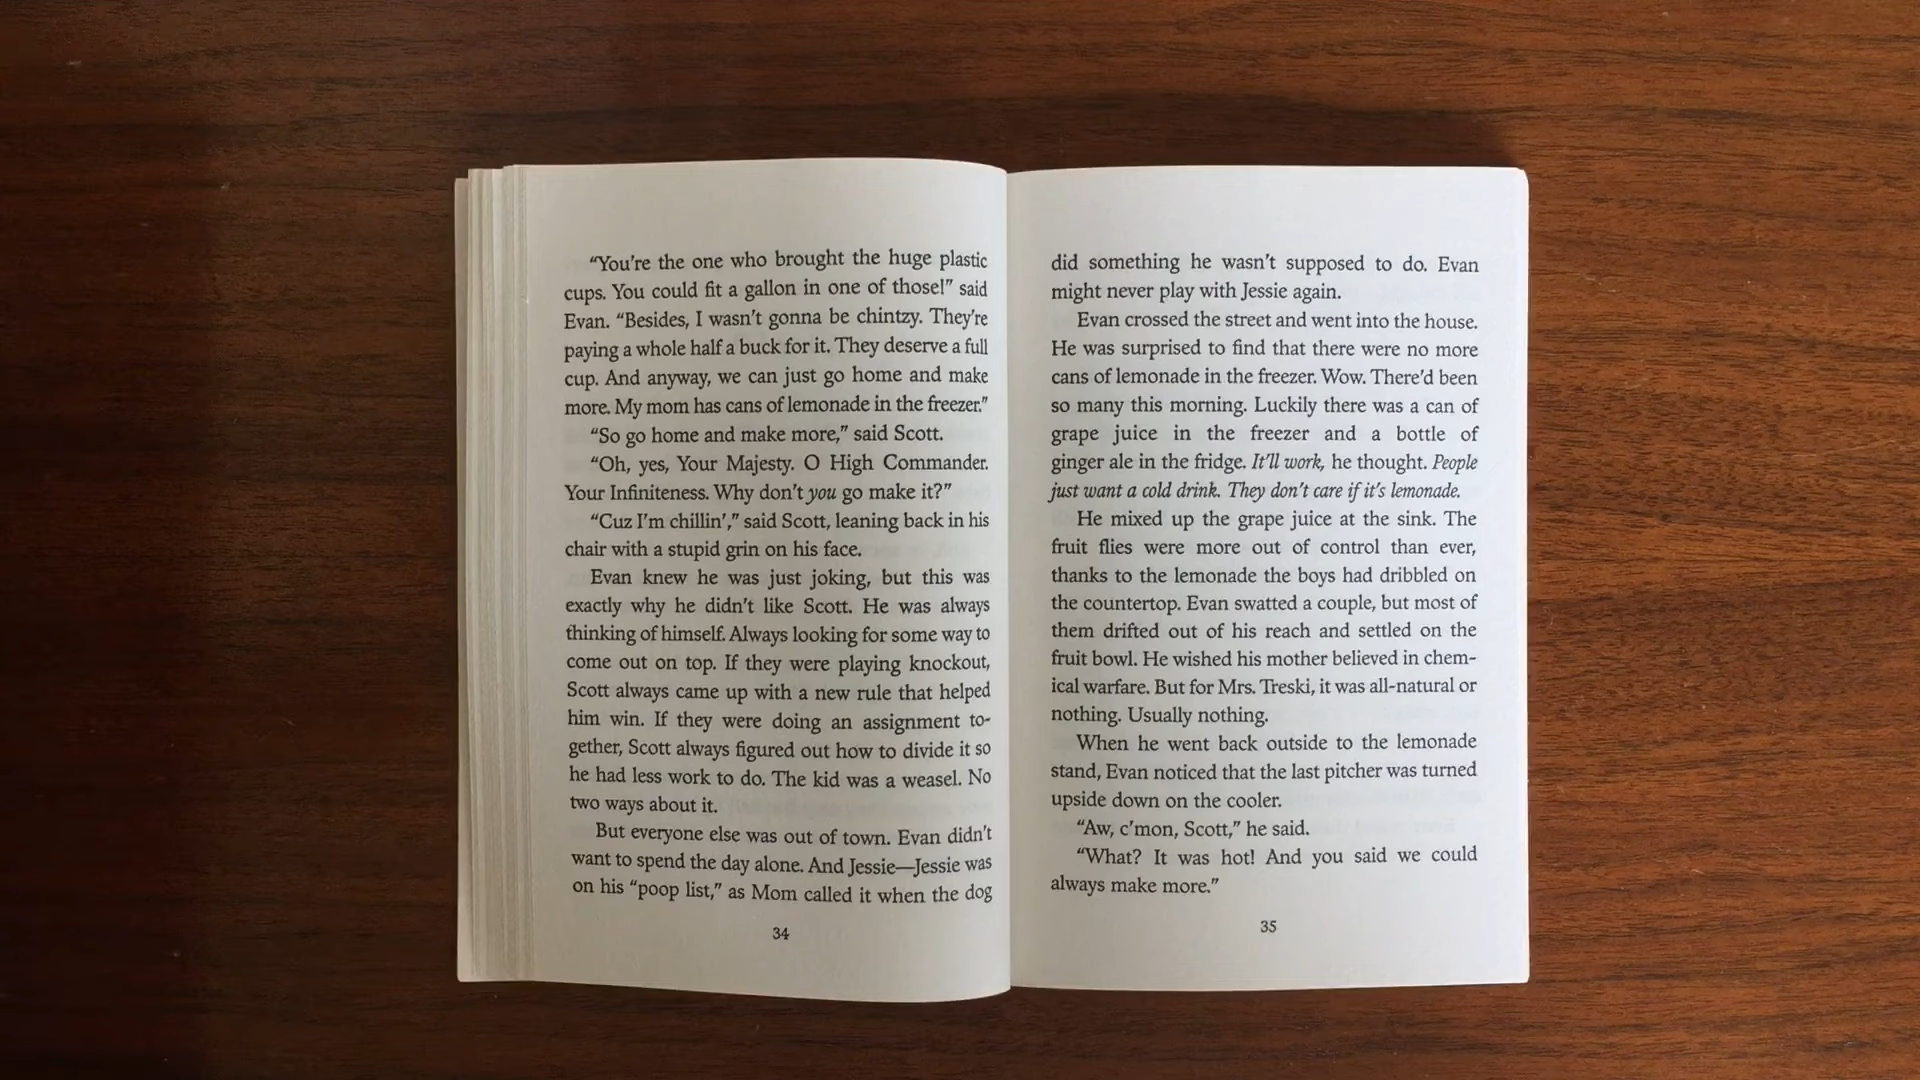 “You’re the one who brought the huge plastic
cups. You could fit a gallon in one of those!” said
Evan. “Besides, I wasn’t gonna be chintzy. They’re
paying a whole half a buck for it. They deserve a full
cup. And anyway, we can just go home and make
more. My mom has cans of lemonade in the freezer.”
“So go home and make more,” said Scott.
“Oh, yes, Your Majesty. O High Commander.
Your Infiniteness. Why don’t you go make it?”
“Cuz I’m chillin’,” said Scott, leaning back in his
chair with a stupid grin on his face.
Evan knew he was just joking, but this was
exactly why he didn’t like Scott. He was always
thinking of himself. Always looking for some way to
come out on top. If they were playing knockout,
Scott always came up with a new rule that helped
him win. If they were doing an assignment to-
gether, Scott always figured out how to divide it so
he had less work to do. The kid was a weasel. No
two ways about it.
But everyone else was out of town. Evan didn’t
want to spend the day alone. And Jessie—Jessie was
on his “poop list,” as Mom called it when the dog
34
did something he wasn’t supposed to do. Evan
might never play with Jessie again.
Evan crossed the street and went into the house.
He was surprised to find that there were no more
cans of lemonade in the freezer. Wow. There’d been
so many this morning. Luckily there was a can of
grape juice in the freezer and a bottle of
ginger ale in the fridge. It’ll work, he thought. People
just want a cold drink. They don’t care if it’s lemonade.
He mixed up the grape juice at the sink. The
fruit flies were more out of control than ever,
thanks to the lemonade the boys had dribbled on
the countertop. Evan swatted a couple, but most of
them drifted out of his reach and settled on the
fruit bowl. He wished his mother believed in chem-
ical warfare. But for Mrs. Treski, it was all-natural or
nothing. Usually nothing.
When he went back outside to the lemonade
stand, Evan noticed that the last pitcher was turned
upside down on the cooler.
“Aw, c’mon, Scott,” he said.
“What? It was hot! And you said we could
always make more.”
35